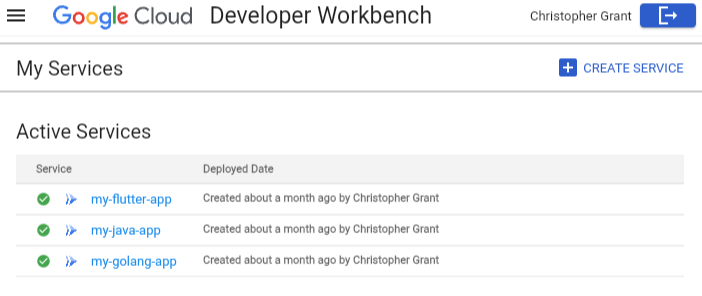 Google Cloud Developer Workbench Christopher Grant
My Services CREATE SERVICE
Active Services
Service Deployed Date
my-flutter-app Created about a month ago by Christopher Grant
my-java-app Created about a month ago by Christopher Grant
my-golang-app Created about a month ago by Christopher Grant